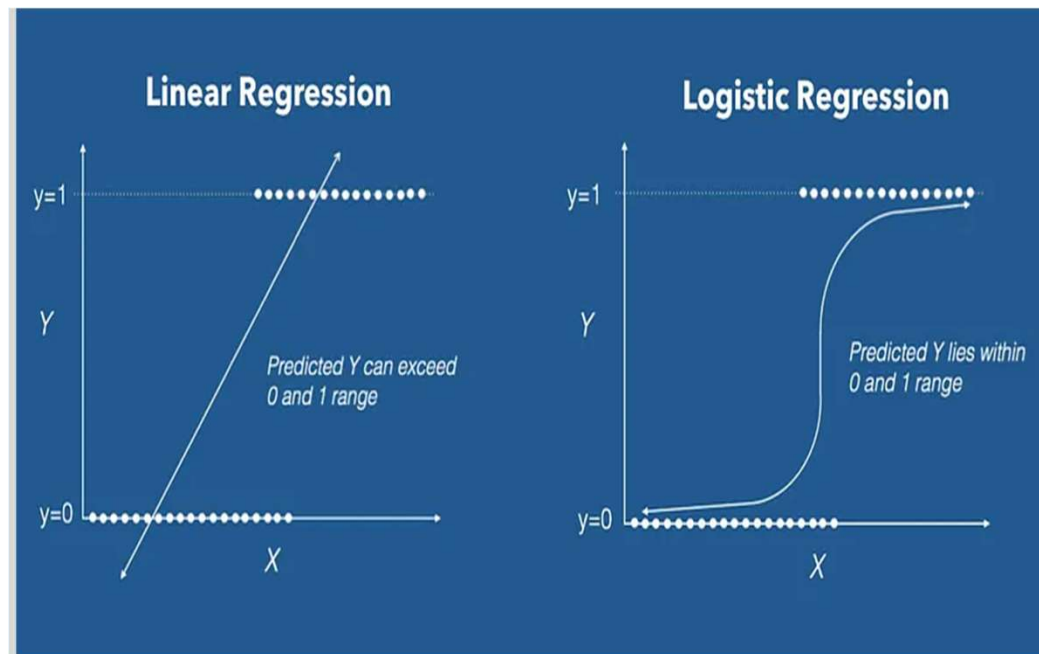 Linear Regression
y=1
Y
Predicted Y can exceed
0 and 1 range
y=0
X
Logistic Regression
y=1
Y
Predicted Y lies within
0 and 1 range
y=0
X